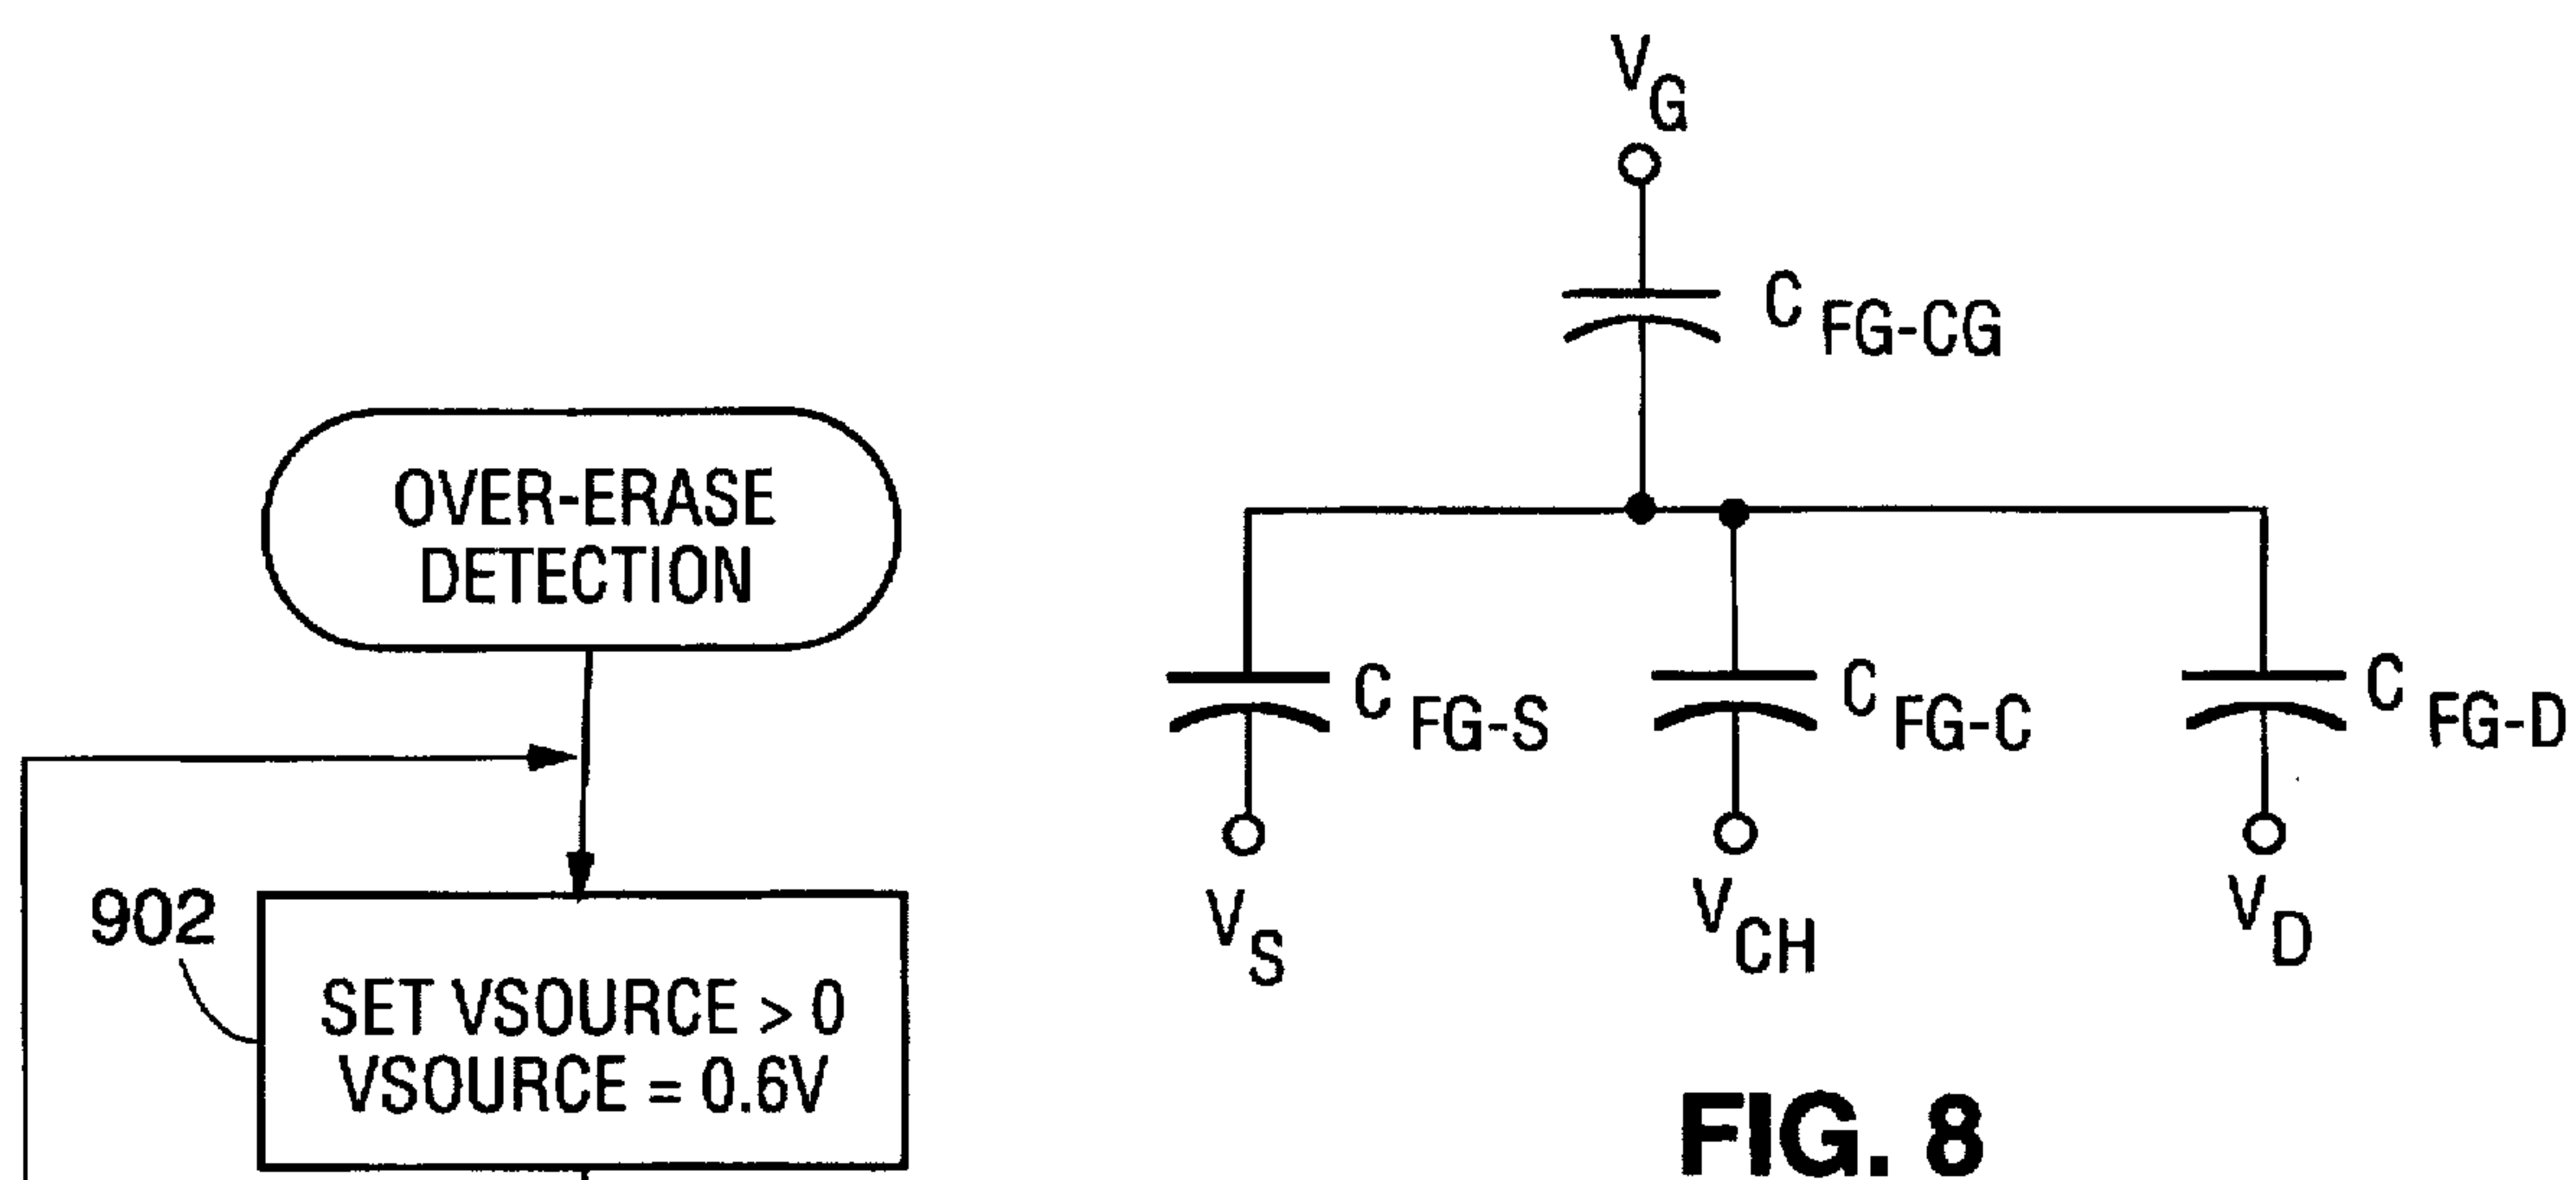 OVER-ERASE
DETECTION
902
SET VSOURCE > 0
VSOURCE = 0.6V
V_G
C_FG-CG
C_FG-S
C_FG-C
C_FG-D
V_S
V_CH
V_D
FIG. 8